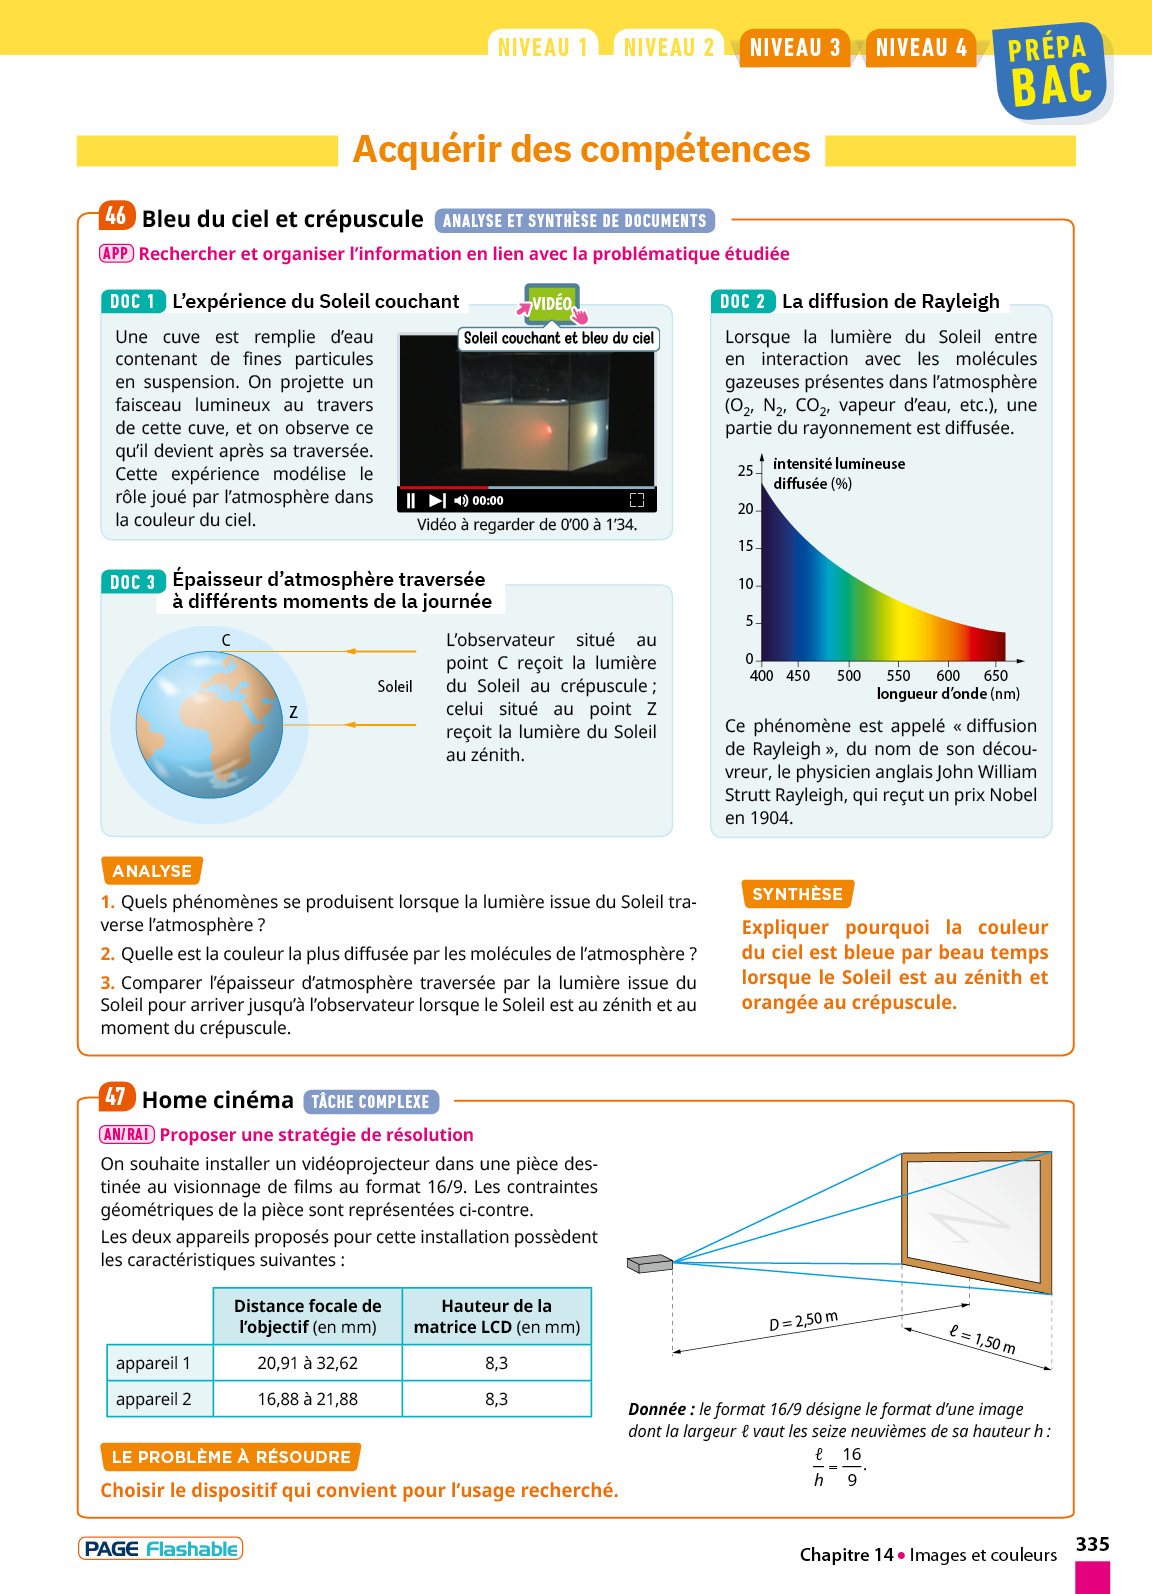 NIVEAU 1 NIVEAU 2 NIVEAU 3 NIVEAU 4
PRÉPA
BAC
Acquérir des compétences
46 Bleu du ciel et crépuscule ANALYSE ET SYNTHÈSE DE DOCUMENTS
APP Rechercher et organiser l'information en lien avec la problématique étudiée
DOC 1 L'expérience du Soleil couchant
Une cuve est remplie d'eau
contenant de fines particules
en suspension. On projette un
faisceau lumineux au travers
de cette cuve, et on observe ce
qu'il devient après sa traversée.
Cette expérience modélise le
rôle joué par l'atmosphère dans
la couleur du ciel.
VIDÉO
Soleil couchant et bleu du ciel
00:00
Vidéo à regarder de 0'00 à 1'34.
DOC 2 La diffusion de Rayleigh
Lorsque la lumière du Soleil entre
en interaction avec les molécules
gazeuses présentes dans l'atmosphère
(O₂, N₂, CO₂, vapeur d'eau, etc.), une
partie du rayonnement est diffusée.
intensité lumineuse
diffusée (%)
25
20
15
10
5
0
400 450 500 550 600 650
longueur d'onde (nm)
Ce phénomène est appelé « diffusion
de Rayleigh », du nom de son décou-
vreur, le physicien anglais John William
Strutt Rayleigh, qui reçut un prix Nobel
en 1904.
DOC 3 Épaisseur d'atmosphère traversée
à différents moments de la journée
C
Soleil
Z
L'observateur situé au
point C reçoit la lumière
du Soleil au crépuscule ;
celui situé au point Z
reçoit la lumière du Soleil
au zénith.
ANALYSE
1. Quels phénomènes se produisent lorsque la lumière issue du Soleil tra-
verse l'atmosphère ?
2. Quelle est la couleur la plus diffusée par les molécules de l'atmosphère ?
3. Comparer l'épaisseur d'atmosphère traversée par la lumière issue du
Soleil pour arriver jusqu'à l'observateur lorsque le Soleil est au zénith et au
moment du crépuscule.
SYNTHÈSE
Expliquer pourquoi la couleur
du ciel est bleue par beau temps
lorsque le Soleil est au zénith et
orangée au crépuscule.
47 Home cinéma TÂCHE COMPLEXE
AN/RAI Proposer une stratégie de résolution
On souhaite installer un vidéoprojecteur dans une pièce des-
tinée au visionnage de films au format 16/9. Les contraintes
géométriques de la pièce sont représentées ci-contre.
Les deux appareils proposés pour cette installation possèdent
les caractéristiques suivantes :
Distance focale de Hauteur de la
l'objectif (en mm) matrice LCD (en mm)
appareil 1 20,91 à 32,62 8,3
appareil 2 16,88 à 21,88 8,3
D = 2,50 m
ℓ = 1,50 m
Donnée : le format 16/9 désigne le format d'une image
dont la largeur ℓ vaut les seize neuvièmes de sa hauteur h :
ℓ/h = 16/9.
LE PROBLÈME À RÉSOUDRE
Choisir le dispositif qui convient pour l'usage recherché.
PAGE Flashable
Chapitre 14 • Images et couleurs
335